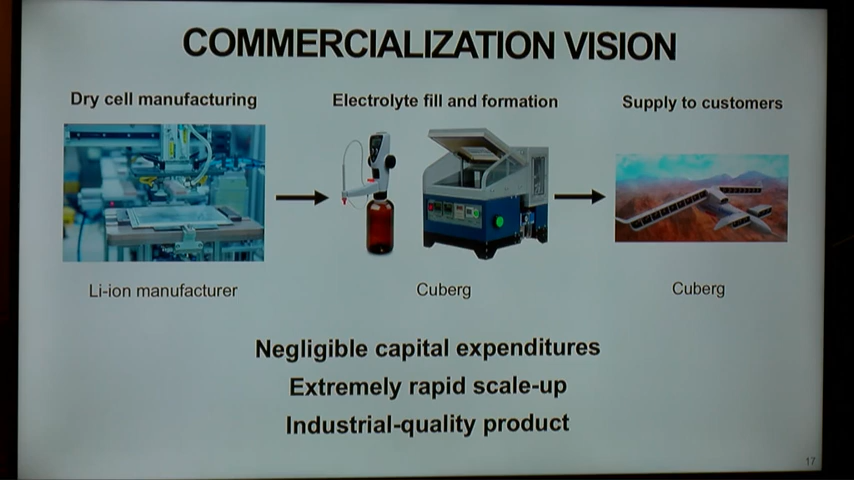 COMMERCIALIZATION VISION
Dry cell manufacturing
Electrolyte fill and formation
Supply to customers
Li-ion manufacturer
Cuberg
Cuberg
Negligible capital expenditures
Extremely rapid scale-up
Industrial-quality product
17